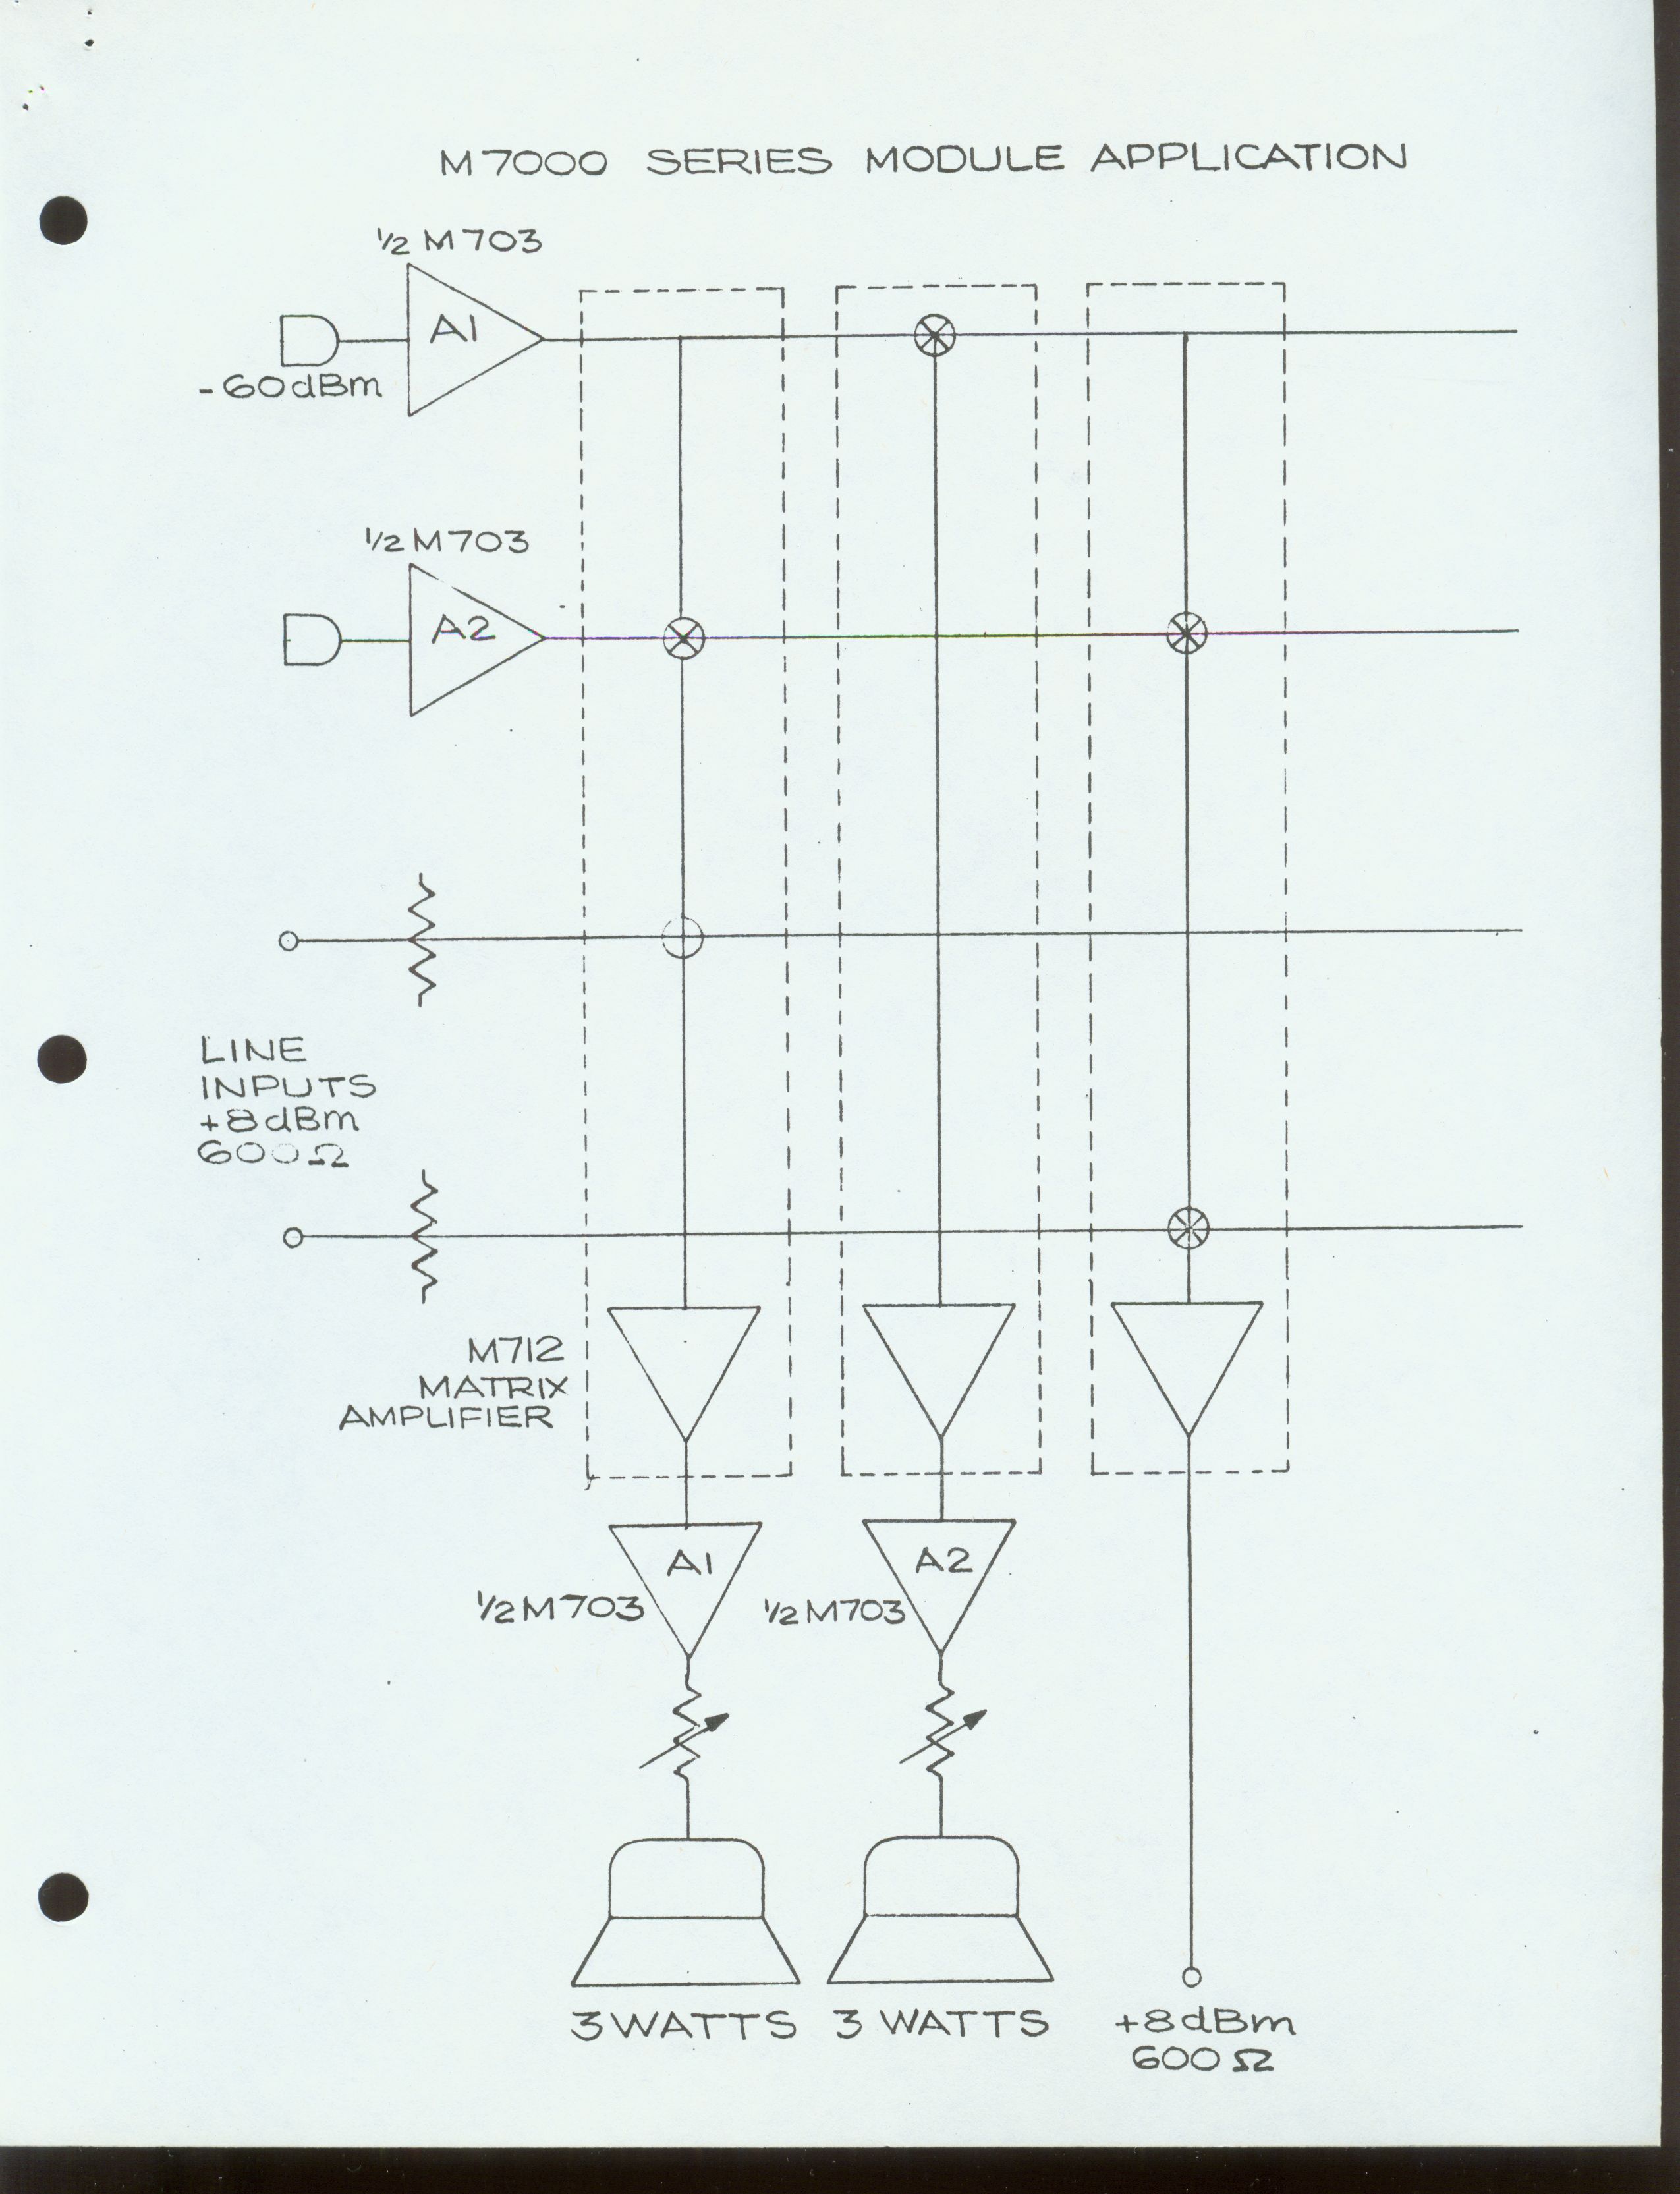 M7000 SERIES MODULE APPLICATION
½ M703
A1
-60dBm
½ M703
A2
LINE
INPUTS
+8dBm
600Ω
M712
MATRIX
AMPLIFIER
A1
½ M703
A2
½ M703
3 WATTS
3 WATTS
+8dBm
600Ω